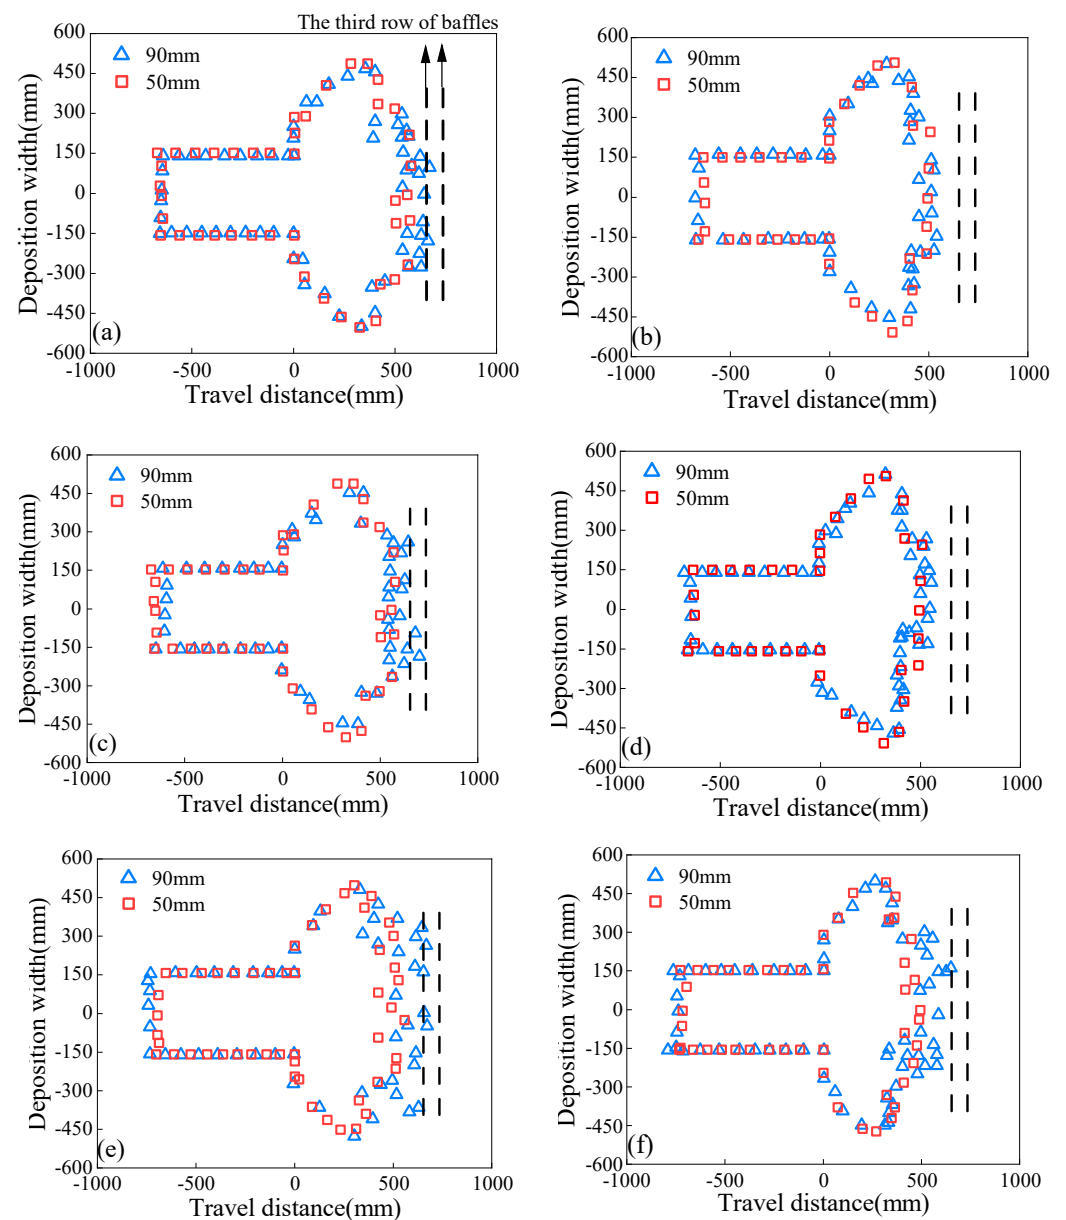 The third row of baffles
600
450
300
150
0
-150
-300
-450
-600
-1000
-500
0
500
1000
90mm
50mm
(a)
Deposition width(mm)
Travel distance(mm)
600
450
300
150
0
-150
-300
-450
-600
-1000
-500
0
500
1000
90mm
50mm
(b)
Deposition width(mm)
Travel distance(mm)
600
450
300
150
0
-150
-300
-450
-600
-1000
-500
0
500
1000
90mm
50mm
(c)
Deposition width(mm)
Travel distance(mm)
600
450
300
150
0
-150
-300
-450
-600
-1000
-500
0
500
1000
90mm
50mm
(d)
Deposition width(mm)
Travel distance(mm)
600
450
300
150
0
-150
-300
-450
-600
-1000
-500
0
500
1000
90mm
50mm
(e)
Deposition width(mm)
Travel distance(mm)
600
450
300
150
0
-150
-300
-450
-600
-1000
-500
0
500
1000
90mm
50mm
(f)
Deposition width(mm)
Travel distance(mm)